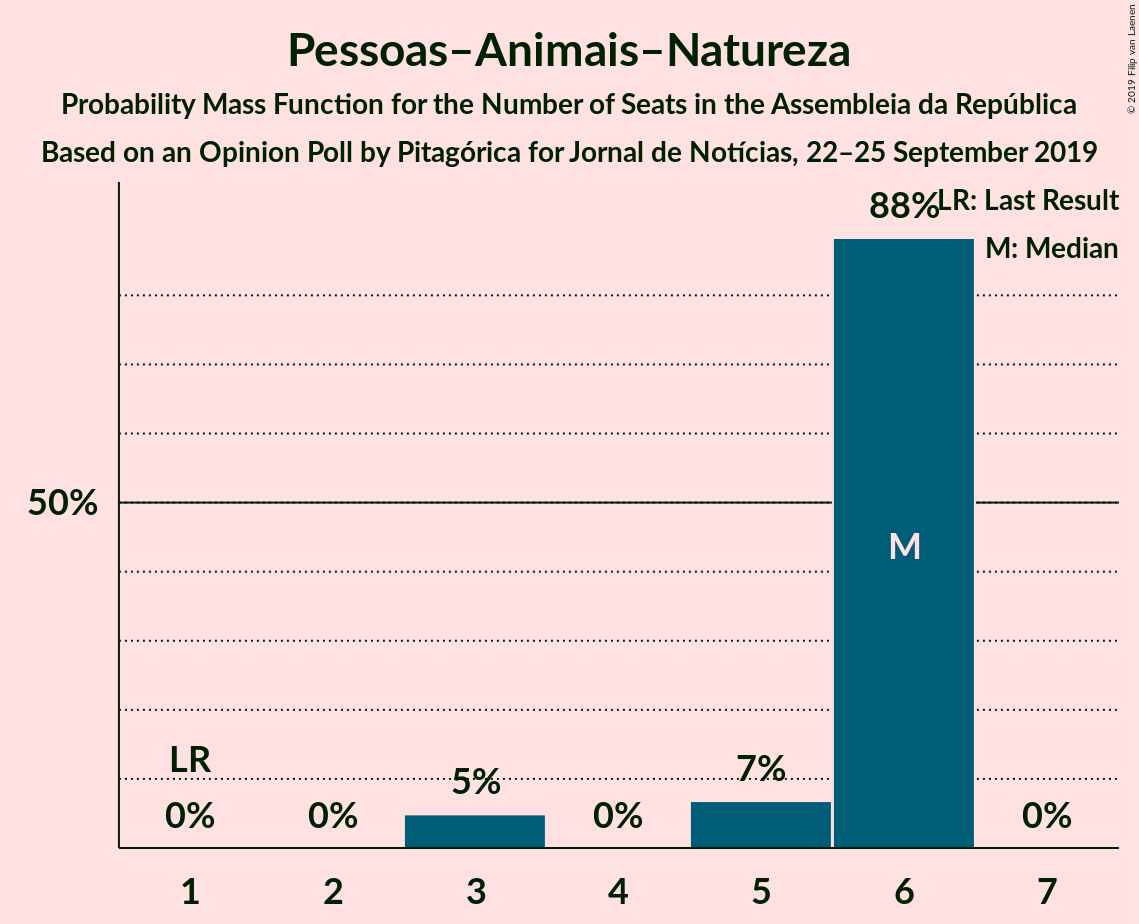 Pessoas–Animais–Natureza
Probability Mass Function for the Number of Seats in the Assembleia da República
Based on an Opinion Poll by Pitagórica for Jornal de Notícias, 22–25 September 2019
© 2019 Filip van Laenen
LR: Last Result
M: Median
88%
50%
M
LR
0%
0%
5%
0%
7%
0%
1
2
3
4
5
6
7